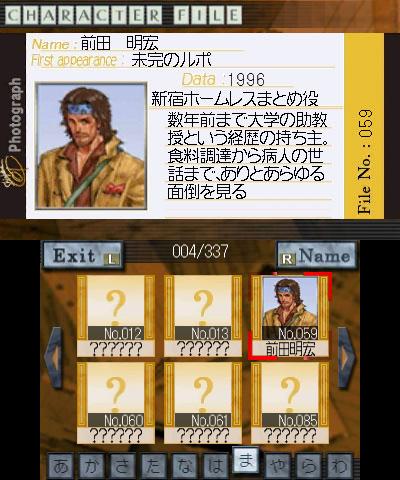 CHARACTER FILE
Name: 前田 明宏
First appearance: 未完のルポ
Data: 1996
新宿ホームレスまとめ役
数年前まで大学の助教
授という経歴の持ち主。
食料調達から病人の世
話まで、ありとあらゆる
面倒を見る
Photograph
File No.: 059
Exit L
004/337
R Name
No.012
??????
No.013
??????
No.059
前田明宏
No.060
??????
No.061
??????
No.085
??????
あ か さ た な は ま や ら わ